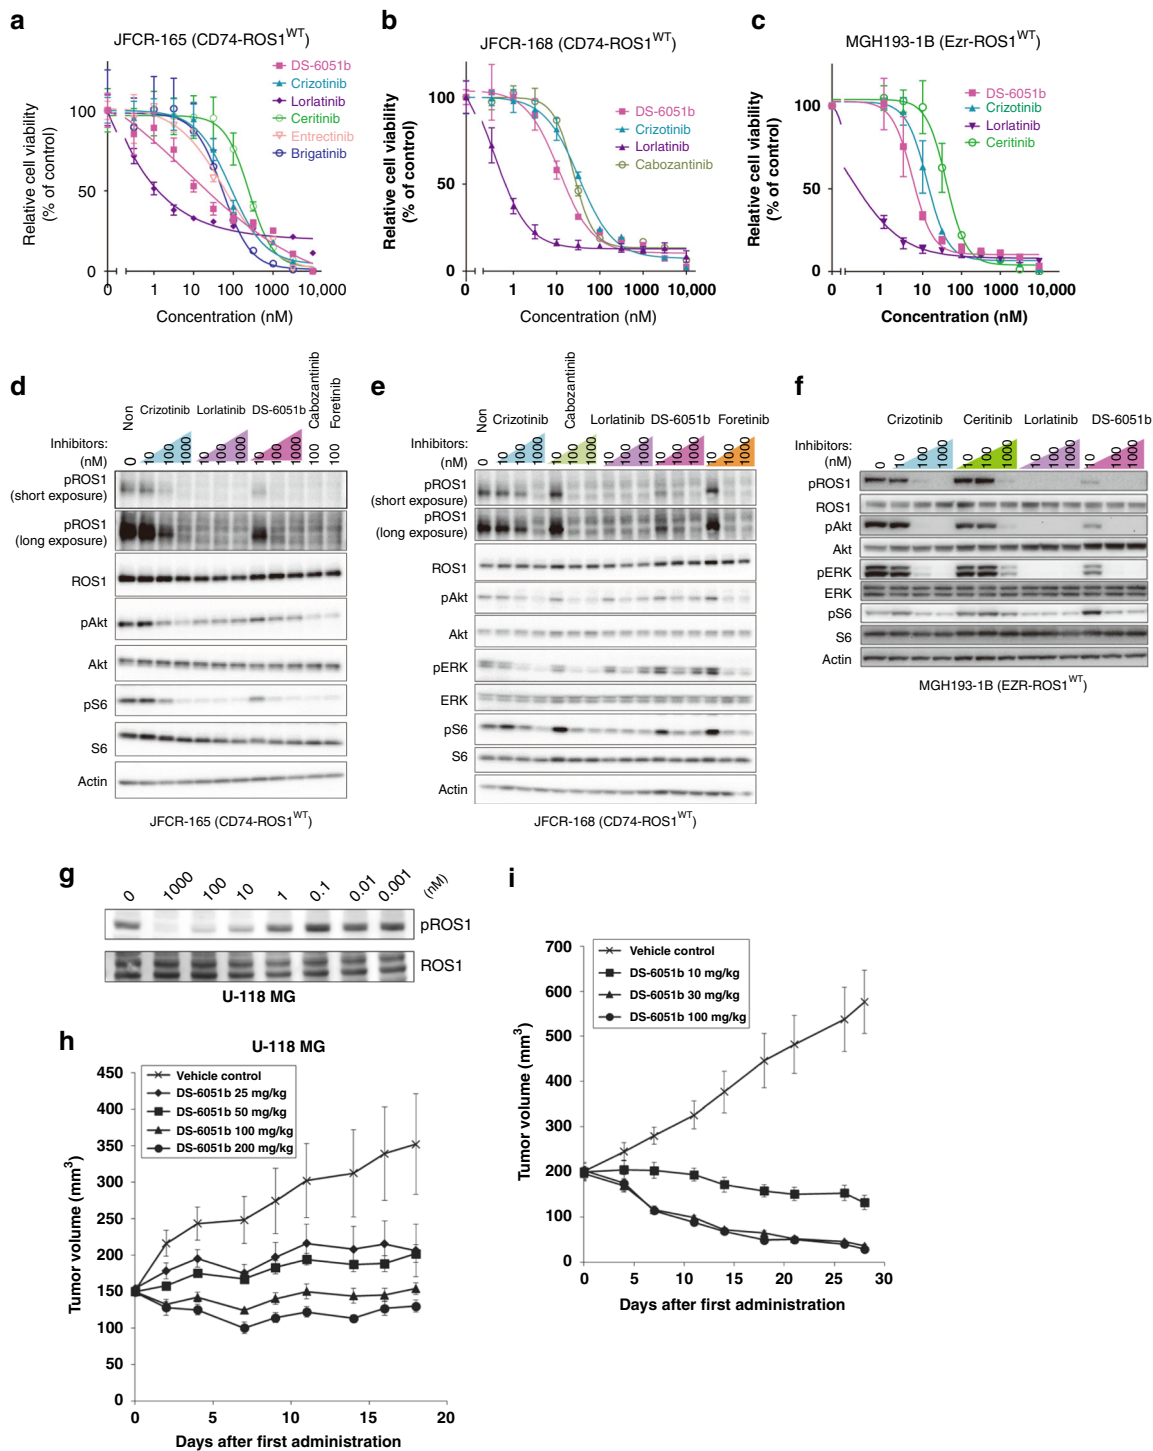 a
JFCR-165 (CD74-ROS1WT)
DS-6051b
Crizotinib
Lorlatinib
Ceritinib
Entrectinib
Brigatinib
Relative cell viability
(% of control)
100
50
0
0 1 10 100 1000 10,000
Concentration (nM)
b
JFCR-168 (CD74-ROS1WT)
DS-6051b
Crizotinib
Lorlatinib
Cabozantinib
Relative cell viability
(% of control)
100
50
0
0 1 10 100 1000 10,000
Concentration (nM)
c
MGH193-1B (Ezr-ROS1WT)
DS-6051b
Crizotinib
Lorlatinib
Ceritinib
Relative cell viability
(% of control)
100
50
0
0 1 10 100 1000 10,000
Concentration (nM)
d
Non Crizotinib Lorlatinib DS-6051b Cabozantinib Foretinib
Inhibitors:
(nM)
0 10 100 1000 10 100 1000 10 100 1000 100 100
pROS1
(short exposure)
pROS1
(long exposure)
ROS1
pAkt
Akt
pS6
S6
Actin
JFCR-165 (CD74-ROS1WT)
e
Non Crizotinib Cabozantinib Lorlatinib DS-6051b Foretinib
Inhibitors:
(nM)
0 10 100 1000 10 100 1000 10 100 1000 10 100 1000 10 100 1000
pROS1
(short exposure)
pROS1
(long exposure)
ROS1
pAkt
Akt
pERK
ERK
pS6
S6
Actin
JFCR-168 (CD74-ROS1WT)
f
Crizotinib Ceritinib Lorlatinib DS-6051b
Inhibitors:
(nM)
0 10 100 1000 10 100 1000 10 100 1000 10 100 1000
pROS1
ROS1
pAkt
Akt
pERK
ERK
pS6
S6
Actin
MGH193-1B (EZR-ROS1WT)
g
0 1000 100 10 1 0.1 0.01 0.001 (nM)
pROS1
ROS1
U-118 MG
h
U-118 MG
Vehicle control
DS-6051b 25 mg/kg
DS-6051b 50 mg/kg
DS-6051b 100 mg/kg
DS-6051b 200 mg/kg
Tumor volume (mm3)
450
400
350
300
250
200
150
100
50
0
0 5 10 15 20
Days after first administration
i
Vehicle control
DS-6051b 10 mg/kg
DS-6051b 30 mg/kg
DS-6051b 100 mg/kg
Tumor volume (mm3)
700
600
500
400
300
200
100
0
0 5 10 15 20 25 30
Days after first administration